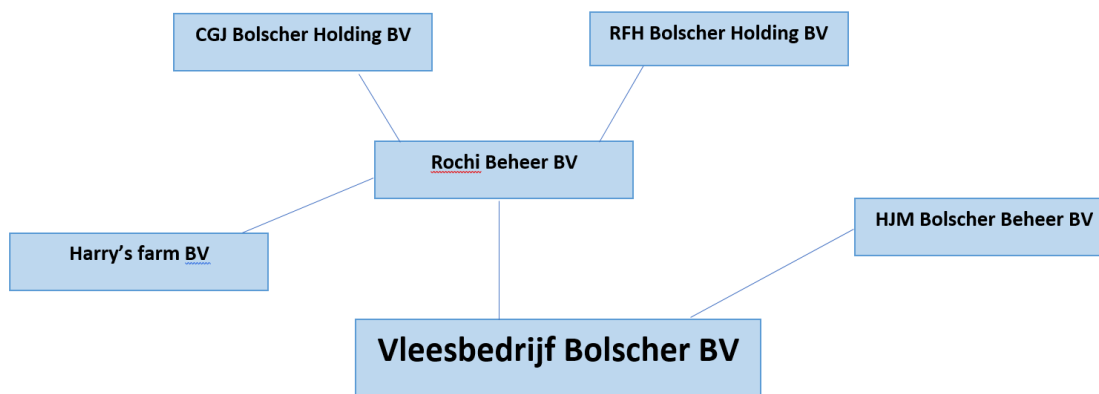 CGJ Bolscher Holding BV
RFH Bolscher Holding BV
Rochi Beheer BV
HJM Bolscher Beheer BV
Harry’s farm BV
Vleesbedrijf Bolscher BV